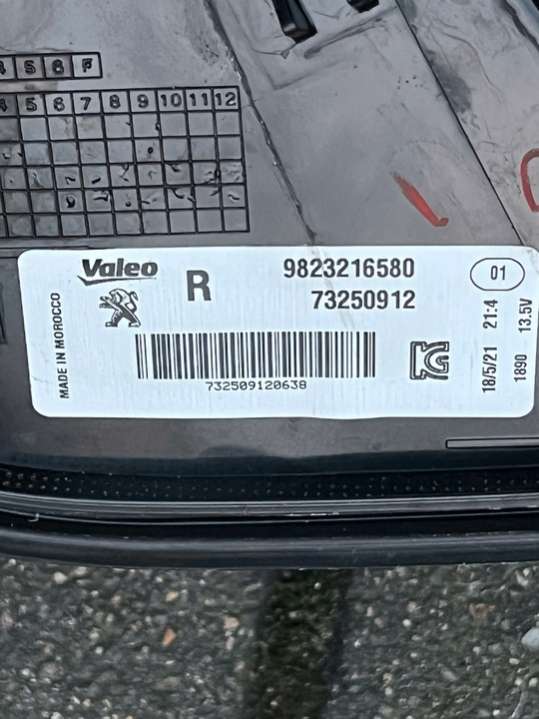 4 5 6 F
4 5 6 7 8 9 10 11 12
Valeo
R
9823216580
73250912
01
MADE IN MOROCCO
732509120638
18/5/21 21:4
1890 13.5V